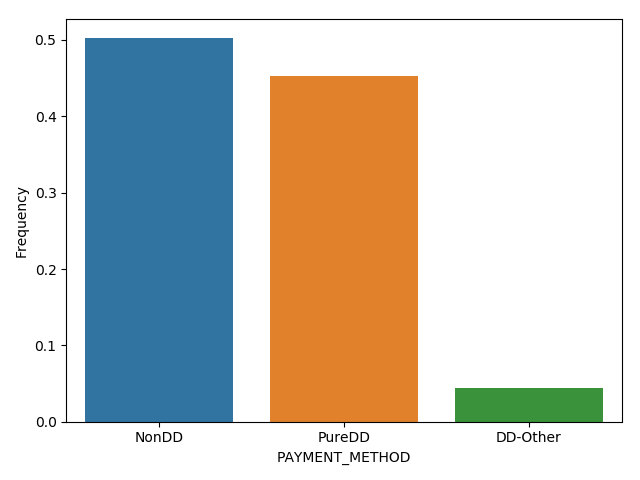 0.5
0.4
0.3
0.2
0.1
0.0
Frequency
NonDD PureDD DD-Other
PAYMENT_METHOD